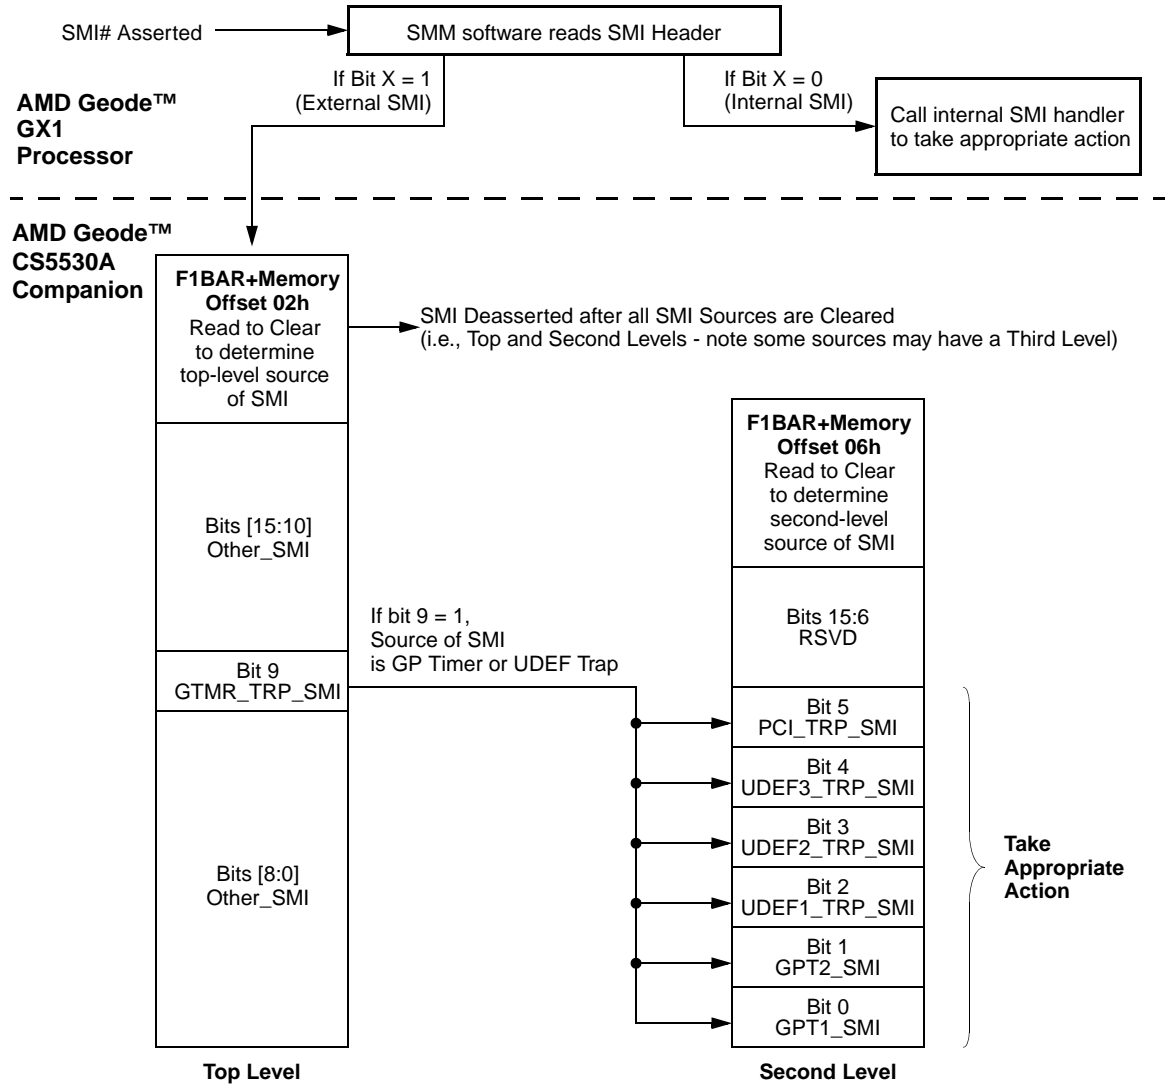 SMI# Asserted
SMM software reads SMI Header
If Bit X = 1
(External SMI)
If Bit X = 0
(Internal SMI)
AMD Geode™
GX1
Processor
Call internal SMI handler
to take appropriate action
AMD Geode™
CS5530A
Companion
F1BAR+Memory
Offset 02h
Read to Clear
to determine
top-level source
of SMI
SMI Deasserted after all SMI Sources are Cleared
(i.e., Top and Second Levels - note some sources may have a Third Level)
Bits [15:10]
Other_SMI
If bit 9 = 1,
Source of SMI
is GP Timer or UDEF Trap
Bit 9
GTMR_TRP_SMI
Bits [8:0]
Other_SMI
Top Level
F1BAR+Memory
Offset 06h
Read to Clear
to determine
second-level
source of SMI
Bits 15:6
RSVD
Bit 5
PCI_TRP_SMI
Bit 4
UDEF3_TRP_SMI
Bit 3
UDEF2_TRP_SMI
Bit 2
UDEF1_TRP_SMI
Bit 1
GPT2_SMI
Bit 0
GPT1_SMI
Second Level
Take
Appropriate
Action